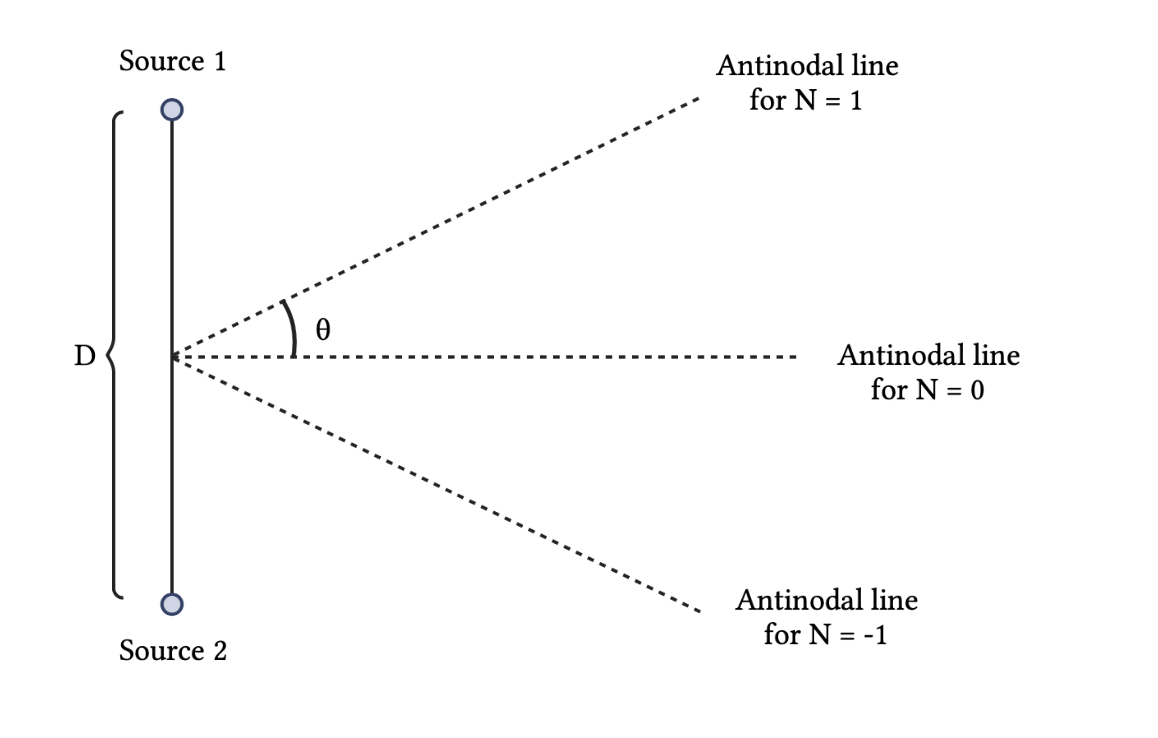 Source 1
Antinodal line
for N = 1
θ
D
Antinodal line
for N = 0
Antinodal line
for N = -1
Source 2